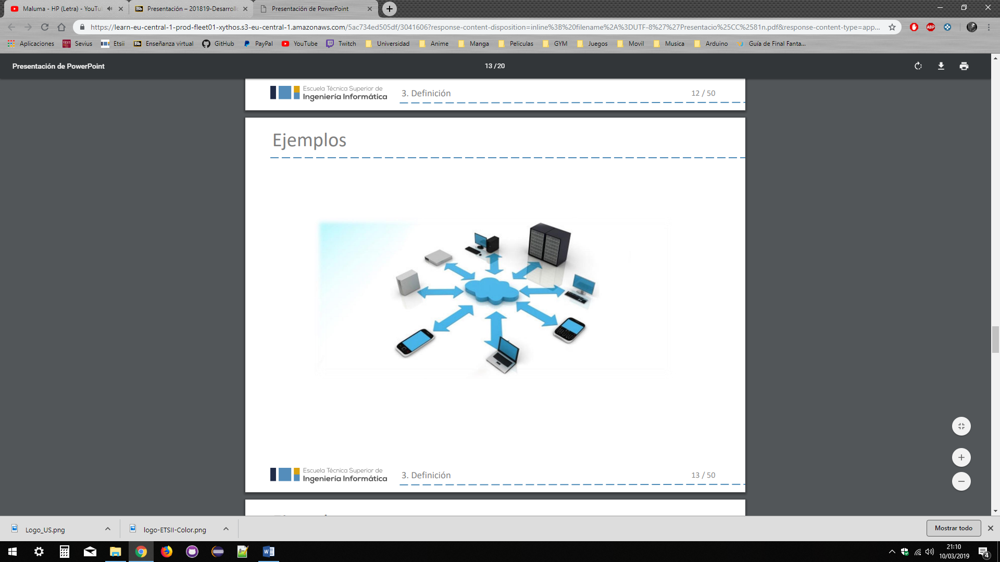 Maluma - HP (Letra) - YouTu
Presentación – 201819-Desarroll
Presentación de PowerPoint
https://learn-eu-central-1-prod-fleet01-xythos.s3-eu-central-1.amazonaws.com/5ac734ed505df/3041606?response-content-disposition=inline%3B%20filename%2A%3DUTF-8%27%27Presentacio%25CC%2581n.pdf&response-content-type=app...
ABP
Aplicaciones
Sevius
Etsii
Bb
Enseñanza virtual
GitHub
PayPal
YouTube
Twitch
Universidad
Anime
Manga
Peliculas
GYM
Juegos
Movil
Musica
Arduino
Guía de Final Fanta...
Presentación de PowerPoint
13 / 20
Escuela Técnica Superior de
Ingeniería Informática
3. Definición
12 / 50
Ejemplos
Escuela Técnica Superior de
Ingeniería Informática
3. Definición
13 / 50
Logo_US.png
logo-ETSII-Color.png
Mostrar todo
21:10
10/03/2019
4